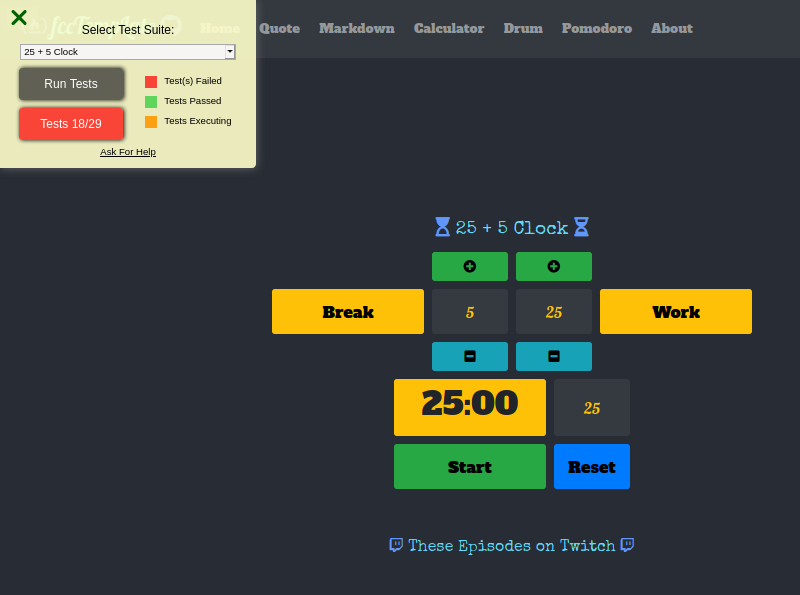 Home Quote Markdown Calculator Drum Pomodoro About
Select Test Suite:
25 + 5 Clock
Run Tests
Tests 18/29
Test(s) Failed
Tests Passed
Tests Executing
Ask For Help
25 + 5 Clock
Break 5 25 Work
25:00 25
Start Reset
These Episodes on Twitch